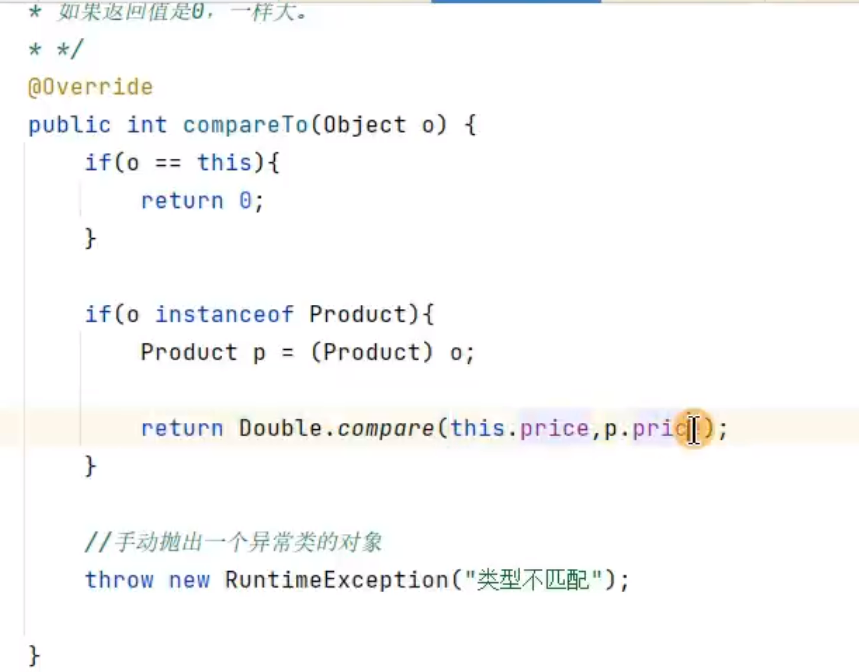 * 如果返回值是0，一样大。
* */
@Override
public int compareTo(Object o) {
if(o == this){
return 0;
}
if(o instanceof Product){
Product p = (Product) o;
return Double.compare(this.price,p.price);
}
//手动抛出一个异常类的对象
throw new RuntimeException("类型不匹配");
}